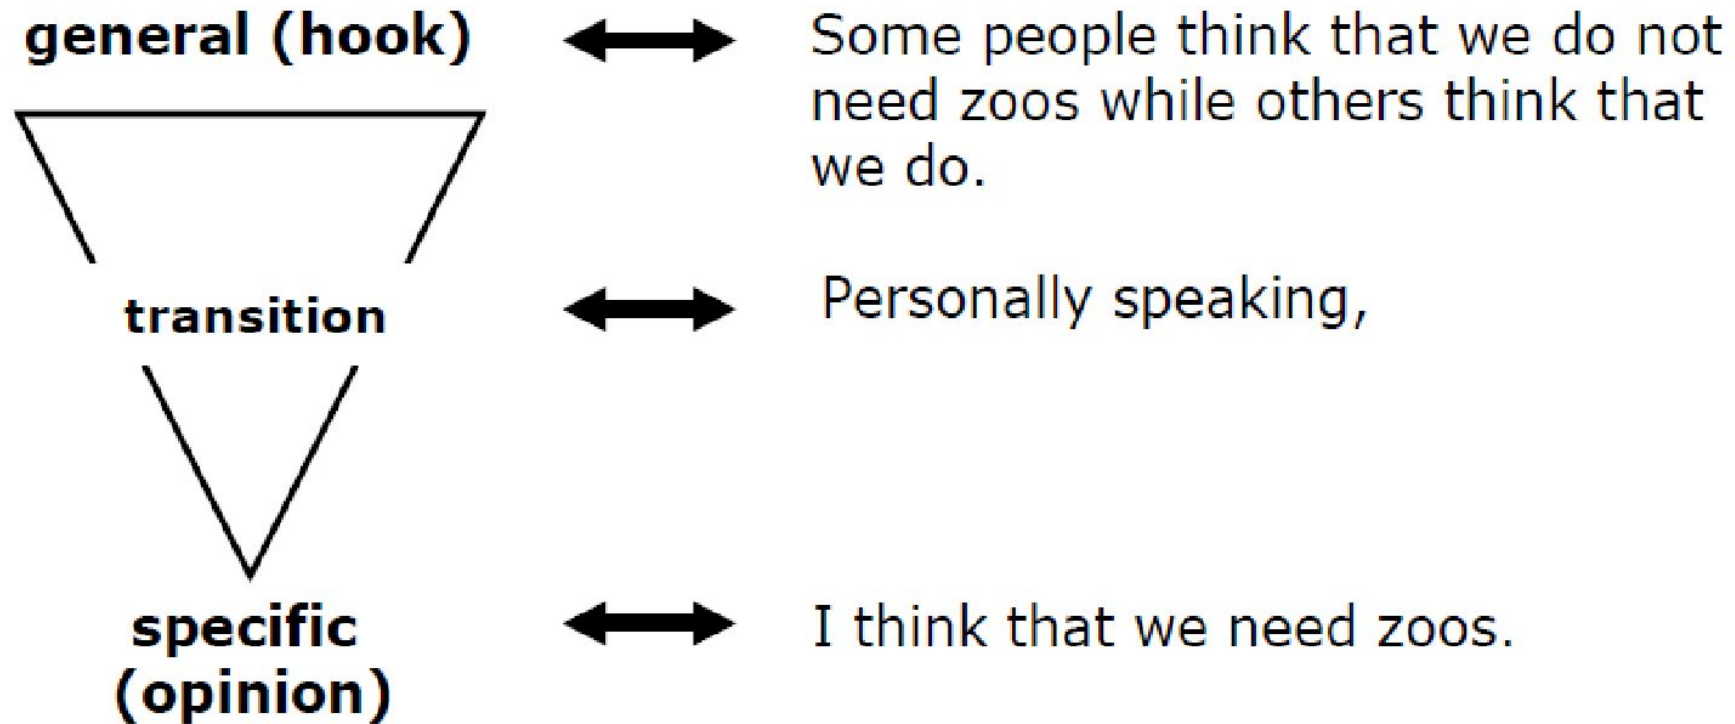 general (hook)
Some people think that we do not
need zoos while others think that
we do.
transition
Personally speaking,
specific
(opinion)
I think that we need zoos.